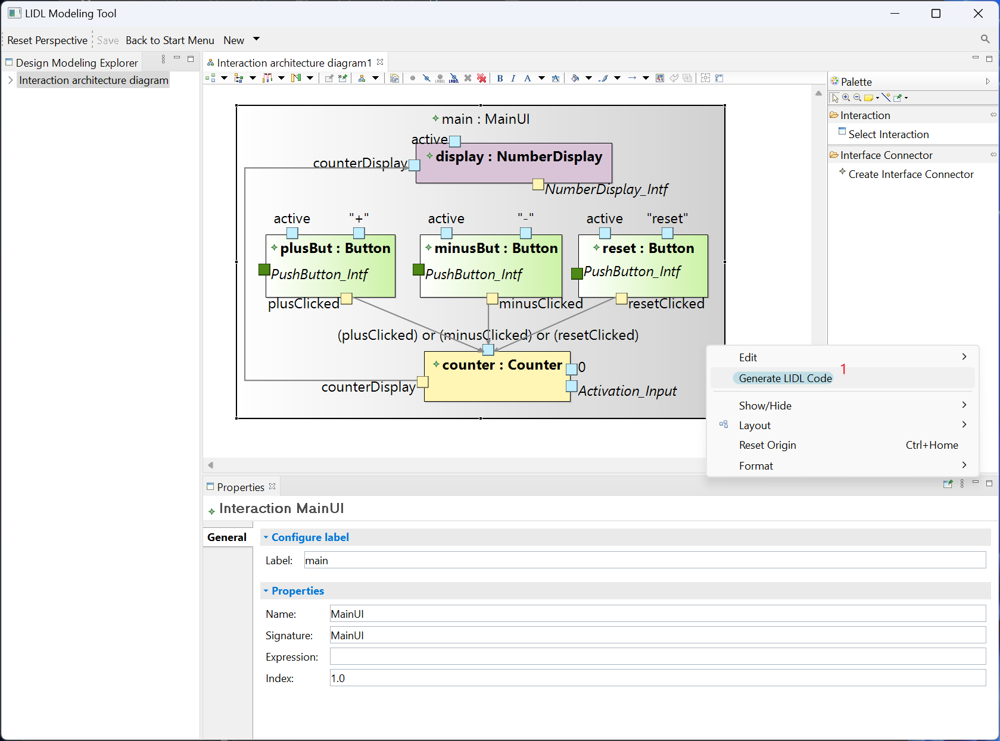 LIDL Modeling Tool
Reset Perspective Save Back to Start Menu New
Design Modeling Explorer
Interaction architecture diagram
Interaction architecture diagram1
LABEL LABEL B I A A
Palette
Interaction
Select Interaction
Interface Connector
Create Interface Connector
main : MainUI
active
display : NumberDisplay
counterDisplay
NumberDisplay_Intf
active "+" active "-" active "reset"
plusBut : Button minusBut : Button reset : Button
PushButton_Intf PushButton_Intf PushButton_Intf
plusClicked minusClicked resetClicked
(plusClicked) or (minusClicked) or (resetClicked)
counter : Counter 0
counterDisplay Activation_Input
Edit
Generate LIDL Code 1
Show/Hide
Layout
Reset Origin Ctrl+Home
Format
Properties
Interaction MainUI
General
Configure label
Label: main
Properties
Name: MainUI
Signature: MainUI
Expression:
Index: 1.0